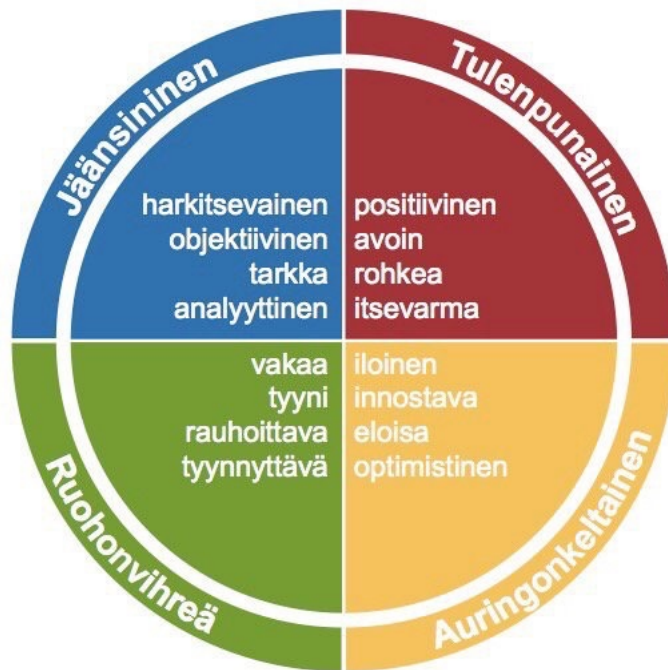 Jäänsininen
Tulenpunainen
harkitsevainen
objektiivinen
tarkka
analyyttinen
positiivinen
avoin
rohkea
itsevarma
vakaa
tyyni
rauhoittava
tyynnyttävä
iloinen
innostava
eloisa
optimistinen
Ruohonvihreä
Auringonkeltainen